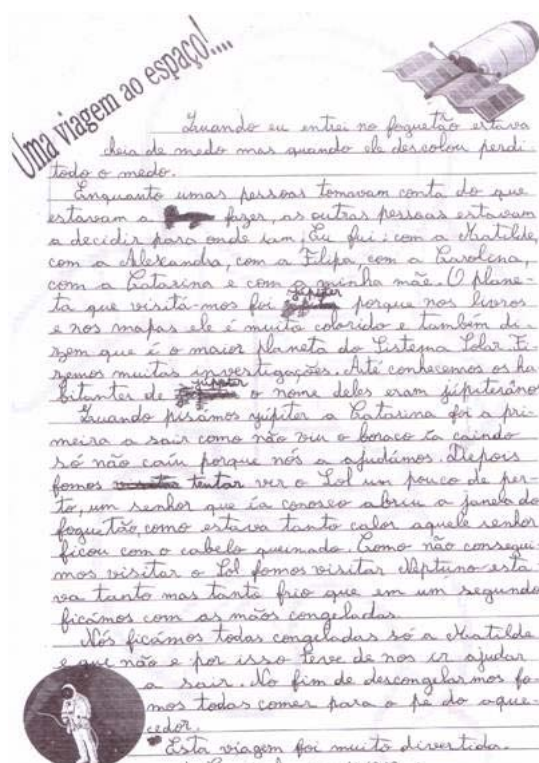 Uma viagem ao espaço!....
Quando eu entrei no foguetão estava
cheia de medo mas quando ele descolou perdi
todo o medo.
Enquanto umas pessoas tomavam conta do que
estavam a fazer, as outras pessoas estavam
a decidir para onde iam. Eu fui: com a Matilde,
com a Alexandra, com a Filipa, com a Carolina,
com a Catarina e com a minha mãe. O plane-
ta que visitá-mos foi júpiter porque nos livros
e nos mapas ele é muito colorido e também di-
zem que é o maior planeta do Sistema Solar. Fi-
zemos muitas investigações. Até conhecemos os ha-
bitantes de júpiter o nome deles eram júpiterânos
Quando pisámos yúpiter a Catarina foi a pri-
meira a sair como não viu o buraco ia caindo
só não caiu porque nós a ajudámos. Depois
fomos tentar ver o Sol um pouco de per-
to, um senhor que ía conosco abriu a janela do
foguetão, como estava tanto calor aquele senhor
ficou com o cabelo queimado. Como não consegui-
mos visitar o Sol fomos visitar Neptuno esta-
va tanto mas tanto frio que em um segundo
ficámos com as mãos congeladas.
Nós ficámos todas congeladas só a Matilde
e que não e por isso teve de nos ir ajudar
a sair. No fim de descongelarmos fo-
mos todas comer para o pé do aque-
cedor.
Esta viagem foi muito divertida.